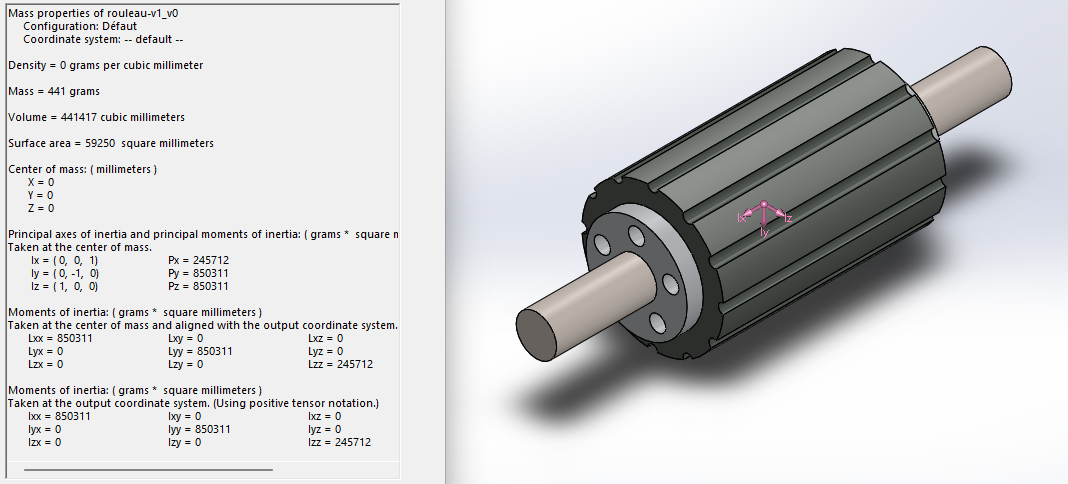 Mass properties of rouleau-v1_v0
Configuration: Défaut
Coordinate system: -- default --
Density = 0 grams per cubic millimeter
Mass = 441 grams
Volume = 441417 cubic millimeters
Surface area = 59250 square millimeters
Center of mass: ( millimeters )
X = 0
Y = 0
Z = 0
Principal axes of inertia and principal moments of inertia: ( grams * square
Taken at the center of mass.
Ix = ( 0, 0, 1) Px = 245712
Iy = ( 0, -1, 0) Py = 850311
Iz = ( 1, 0, 0) Pz = 850311
Moments of inertia: ( grams * square millimeters )
Taken at the center of mass and aligned with the output coordinate system.
Lxx = 850311 Lxy = 0 Lxz = 0
Lyx = 0 Lyy = 850311 Lyz = 0
Lzx = 0 Lzy = 0 Lzz = 245712
Moments of inertia: ( grams * square millimeters )
Taken at the output coordinate system. (Using positive tensor notation.)
Ixx = 850311 Ixy = 0 Ixz = 0
Iyx = 0 Iyy = 850311 Iyz = 0
Izx = 0 Izy = 0 Izz = 245712
Ix Iz
Iy